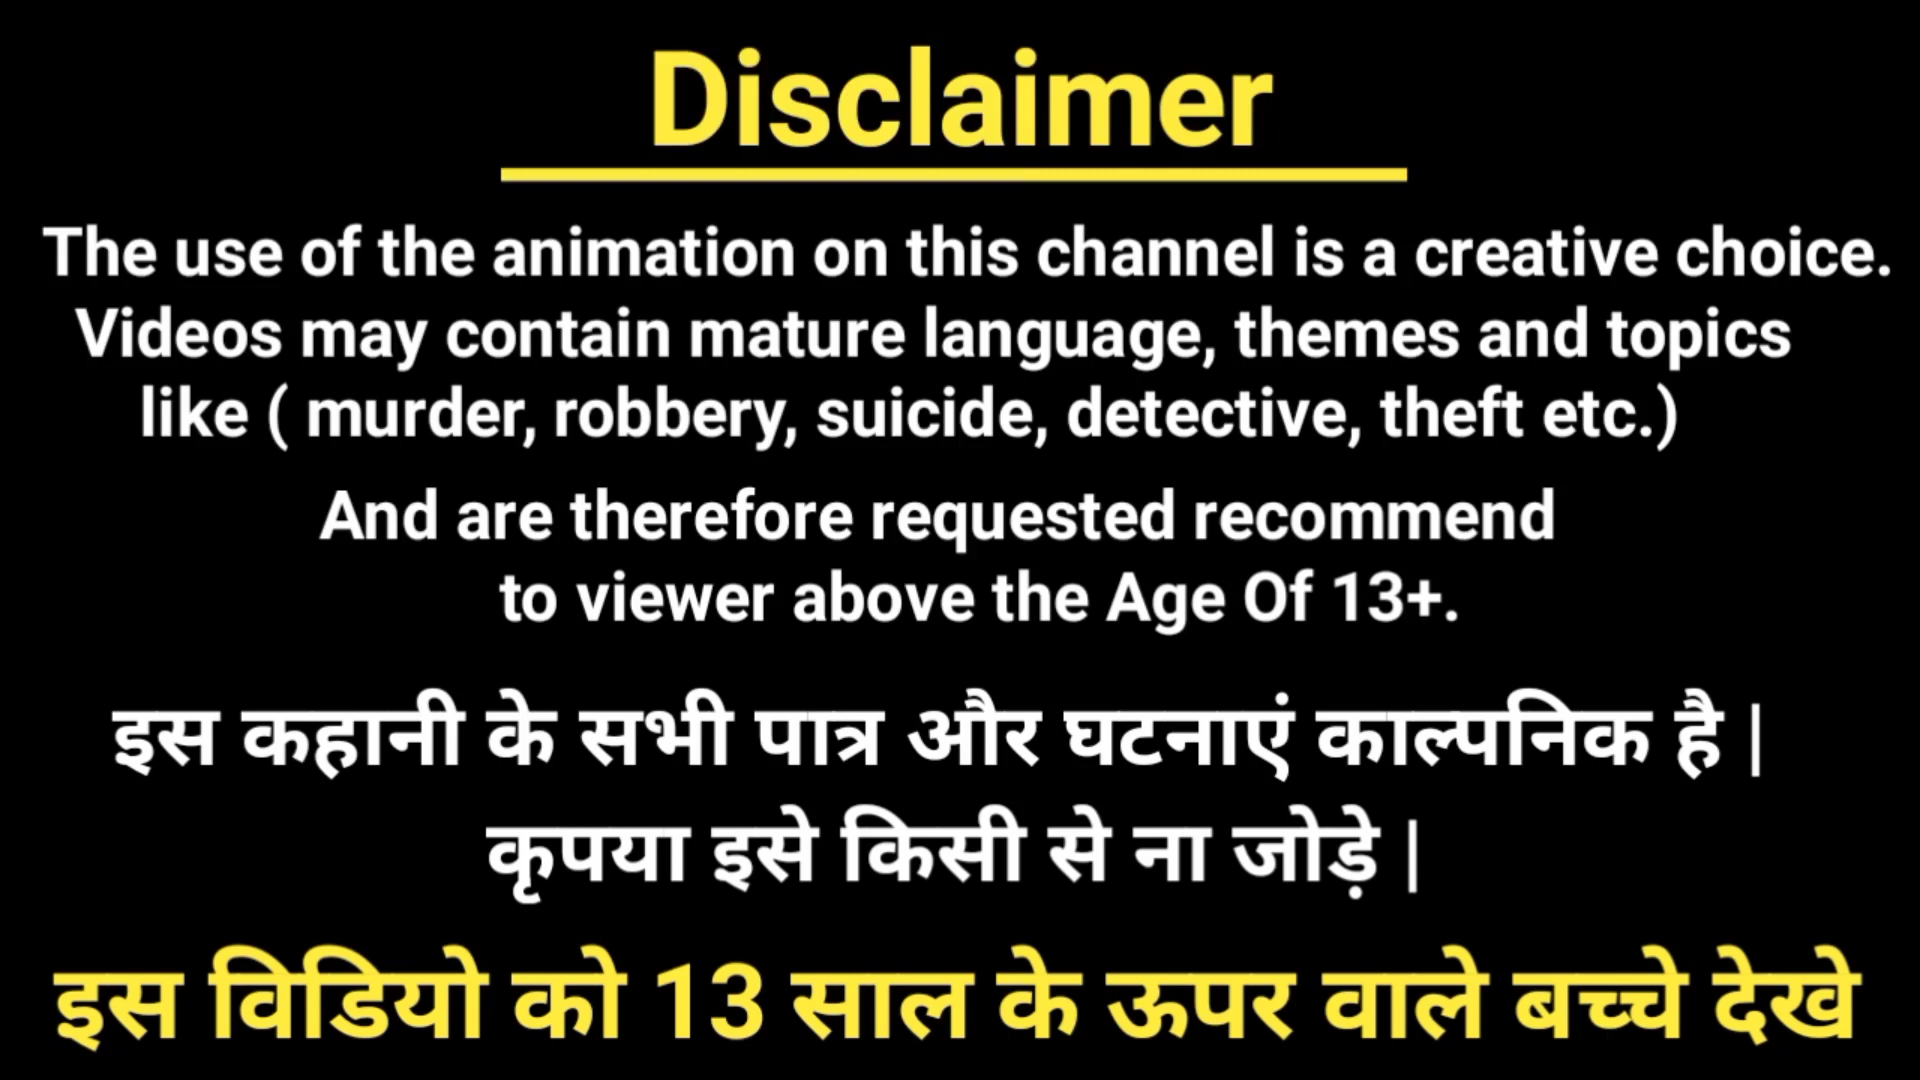 Disclaimer
The use of the animation on this channel is a creative choice.
Videos may contain mature language, themes and topics
like ( murder, robbery, suicide, detective, theft etc.)
And are therefore requested recommend
to viewer above the Age Of 13+.
इस कहानी के सभी पात्र और घटनाएं काल्पनिक है |
कृपया इसे किसी से ना जोड़े |
इस विडियो को 13 साल के ऊपर वाले बच्चे देखे